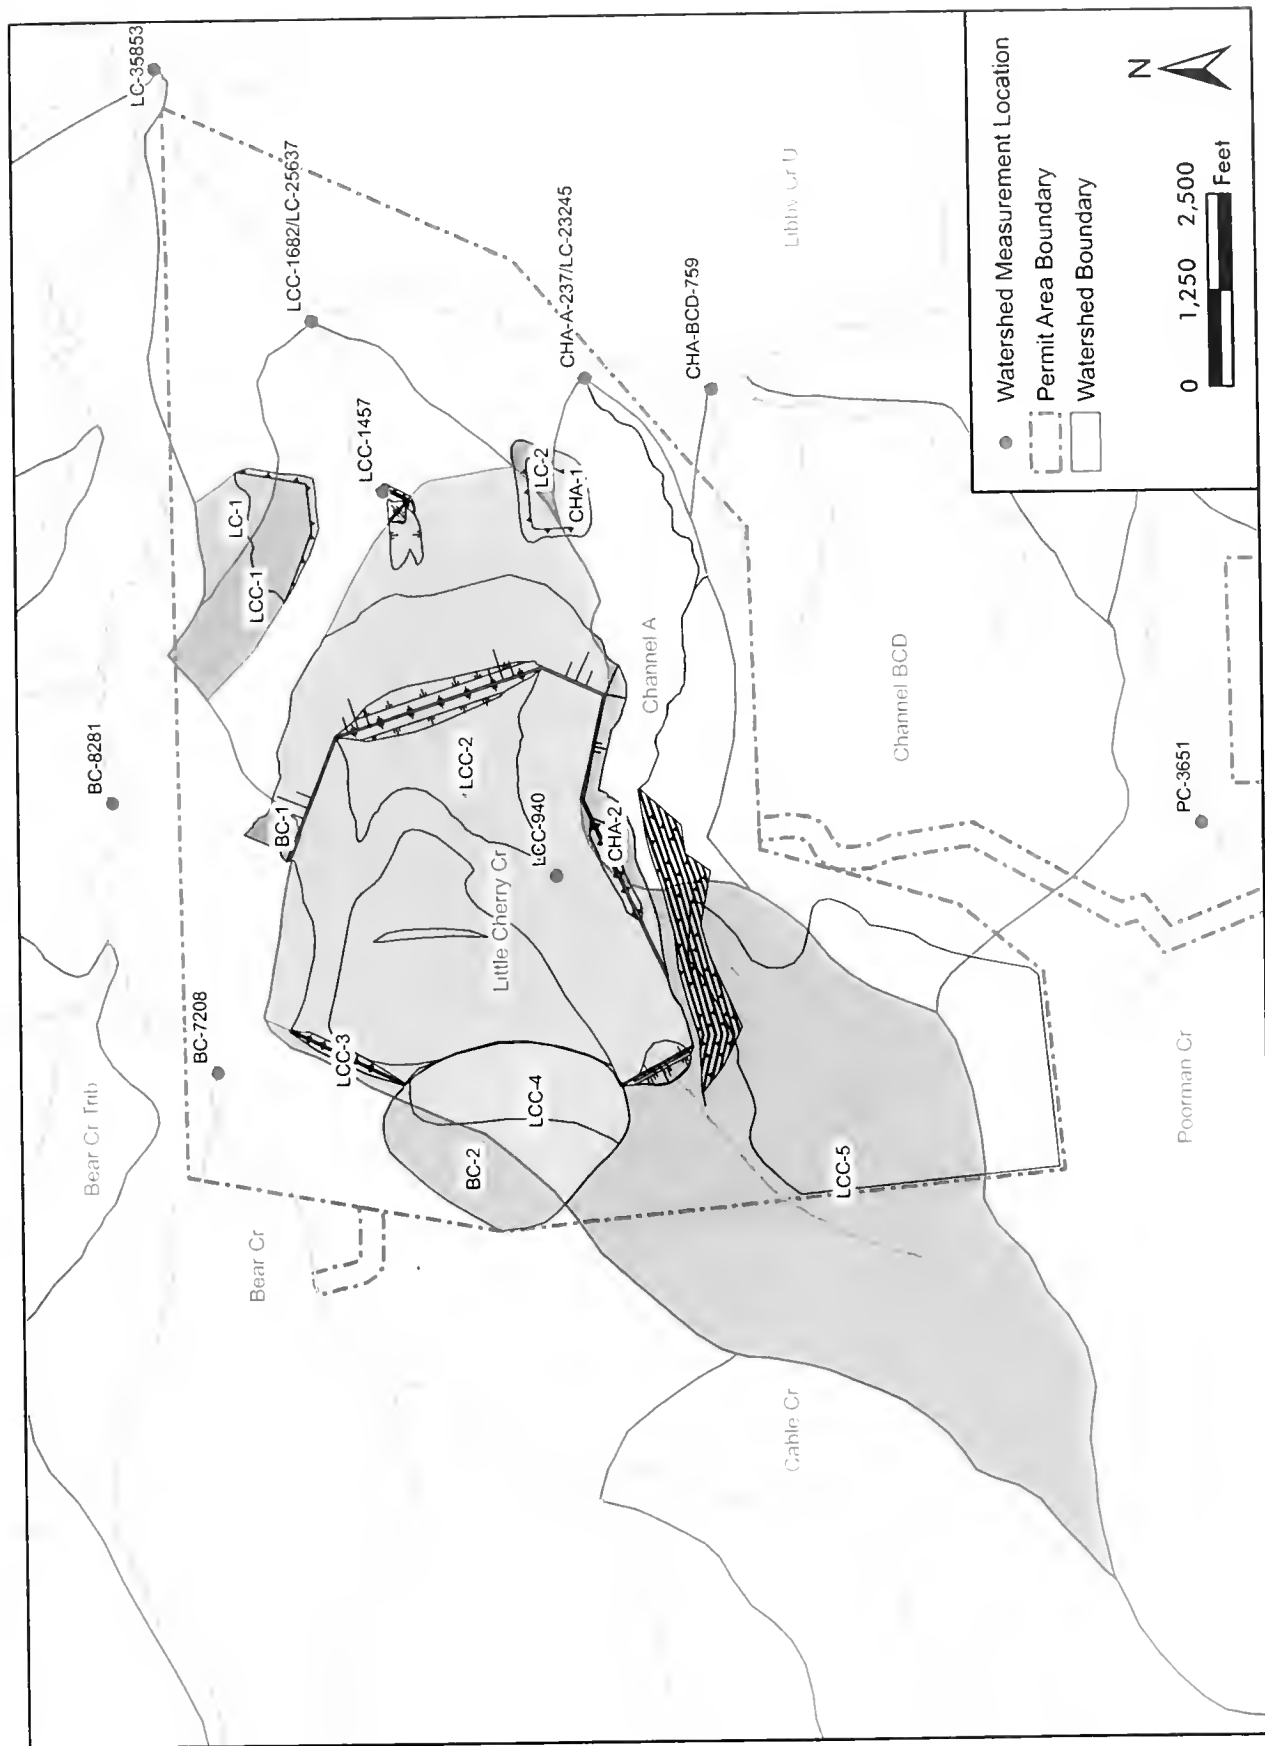 LC-35853
LCC-1682/LC-25637
CHA-A-237/LC-23245
CHA-BCD-759
LCC-1457
LC-1
LCC-1
LC-2
CHA-1
BC-8281
BC-1
LCC-2
LCC-940
Little Cherry Cr
CHA-2
Channel A
Channel BCD
Libby Cr U
PC-3651
Poorman Cr
BC-7208
Bear Cr Trib
Bear Cr
LCC-3
LCC-4
BC-2
LCC-5
Cable Cr
Watershed Measurement Location
Permit Area Boundary
Watershed Boundary
N
0 1,250 2,500
Feet